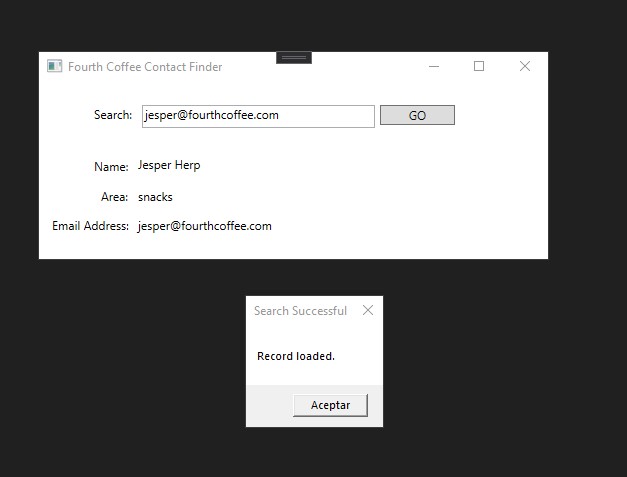 Fourth Coffee Contact Finder
Search: jesper@fourthcoffee.com GO
Name: Jesper Herp
Area: snacks
Email Address: jesper@fourthcoffee.com
Search Successful
Record loaded.
Aceptar